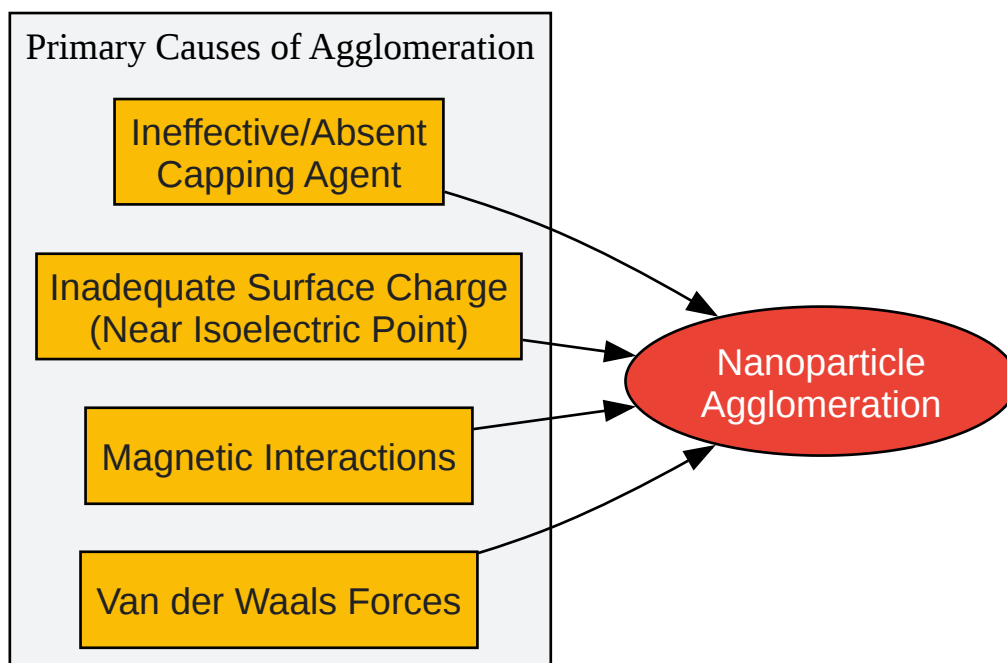 Primary Causes of Agglomeration
Ineffective/Absent
Capping Agent
Inadequate Surface Charge
(Near Isoelectric Point)
Magnetic Interactions
Van der Waals Forces
Nanoparticle
Agglomeration